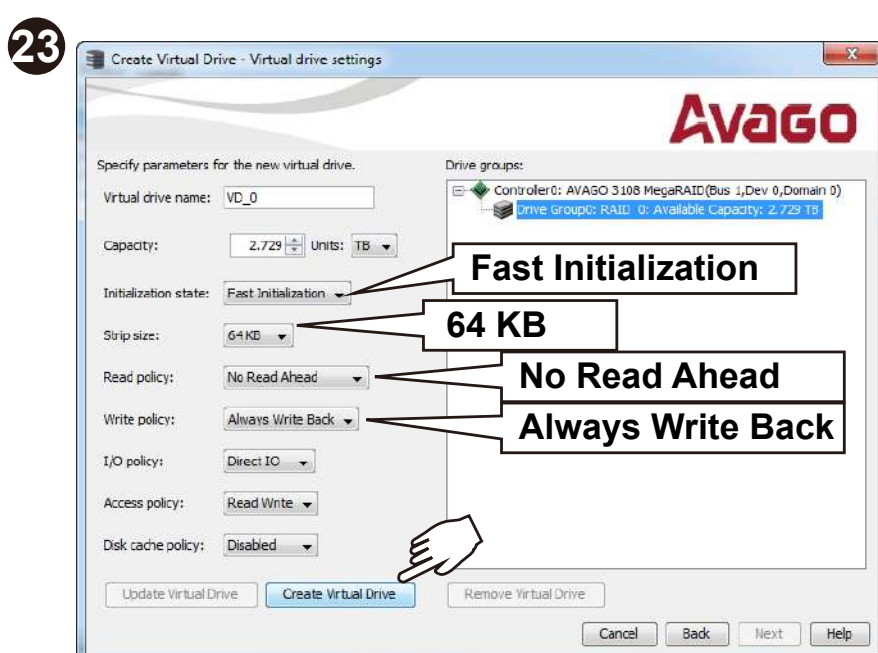 23
Create Virtual Drive - Virtual drive settings
x
Avago
Specify parameters for the new virtual drive.
Drive groups:
Virtual drive name: VD_0
Controller0: AVAGO 3108 MegaRAID(Bus 1,Dev 0,Domain 0)
Drive Group0: RAID 0: Available Capacity: 2.729 TB
Capacity: 2.729 Units: TB
Fast Initialization
Initialization state: Fast Initialization
64 KB
Strip size: 64 KB
No Read Ahead
Read policy: No Read Ahead
Always Write Back
Write policy: Always Write Back
I/O policy: Direct IO
Access policy: Read Write
Disk cache policy: Disabled
Update Virtual Drive Create Virtual Drive Remove Virtual Drive
Cancel Back Next Help